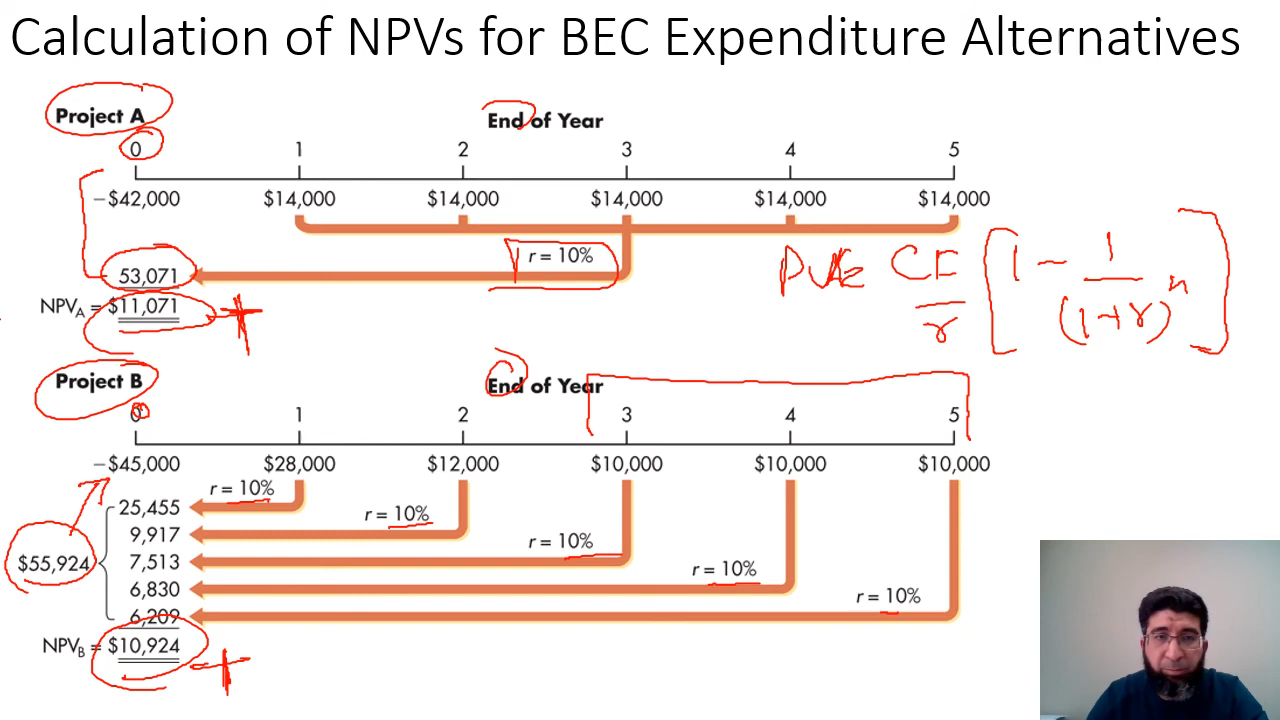 Calculation of NPVs for BEC Expenditure Alternatives
Project A
End of Year
0 1 2 3 4 5
−$42,000 $14,000 $14,000 $14,000 $14,000 $14,000
r = 10%
53,071
NPVA = $11,071 +
CF/r [1 − 1/(1+r)^n]
Project B
End of Year
0 1 2 3 4 5
−$45,000 $28,000 $12,000 $10,000 $10,000 $10,000
r = 10%
25,455
r = 10%
9,917
r = 10%
$55,924 7,513
r = 10%
6,830
r = 10%
6,209
NPVB = $10,924 +